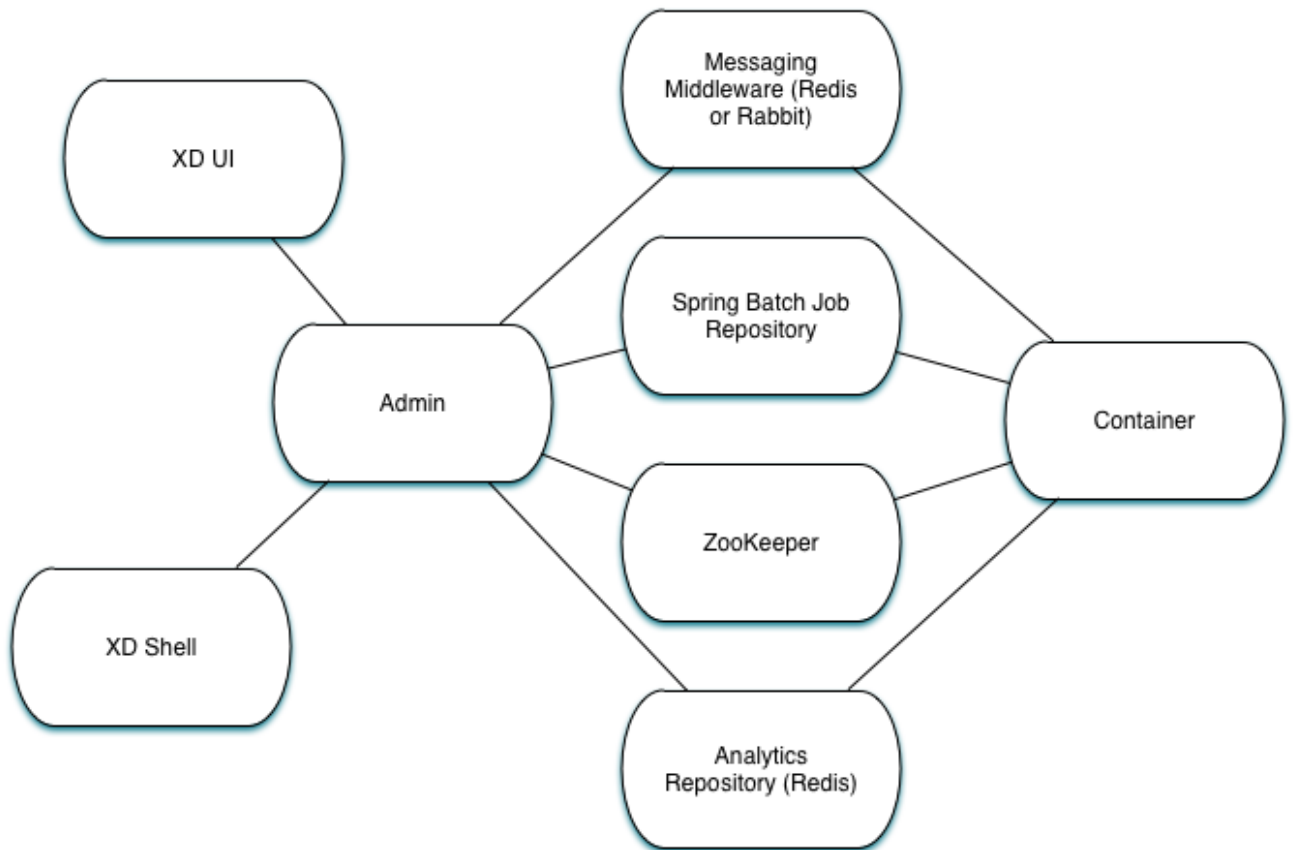 Messaging
Middleware (Redis
or Rabbit)
XD UI
Spring Batch Job
Repository
Admin
Container
ZooKeeper
XD Shell
Analytics
Repository (Redis)